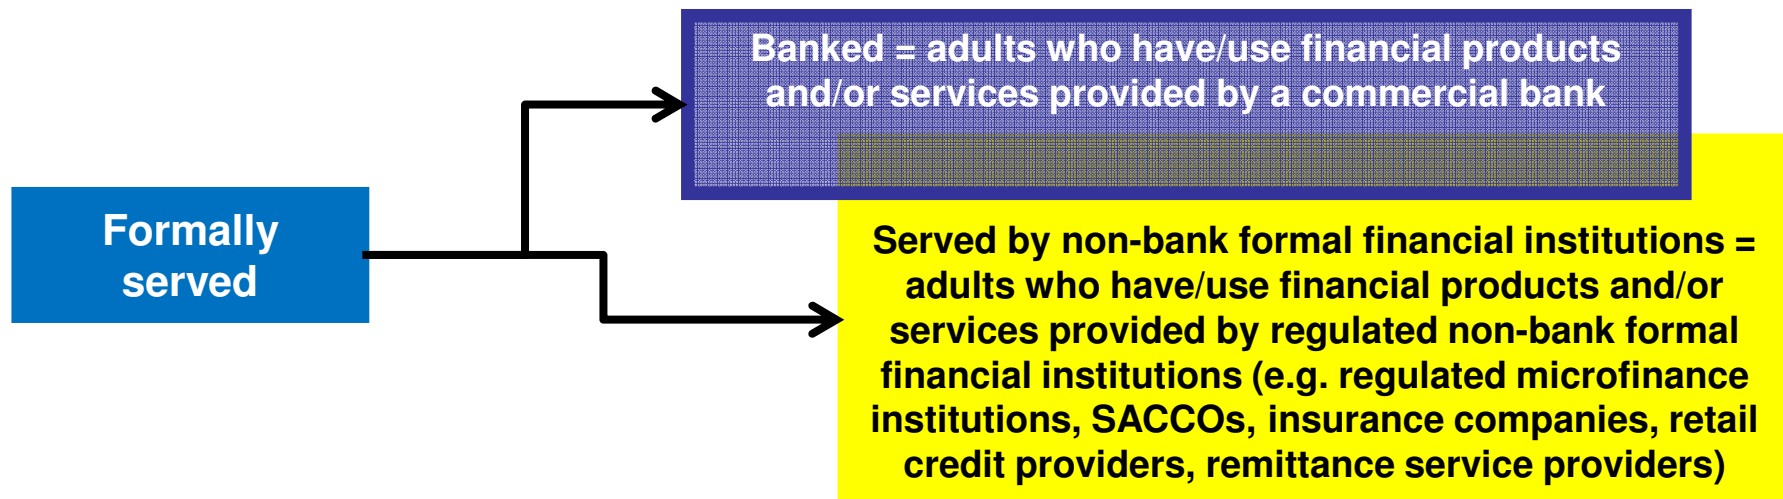 Banked = adults who have/use financial products
and/or services provided by a commercial bank
Formally
served
Served by non-bank formal financial institutions =
adults who have/use financial products and/or
services provided by regulated non-bank formal
financial institutions (e.g. regulated microfinance
institutions, SACCOs, insurance companies, retail
credit providers, remittance service providers)